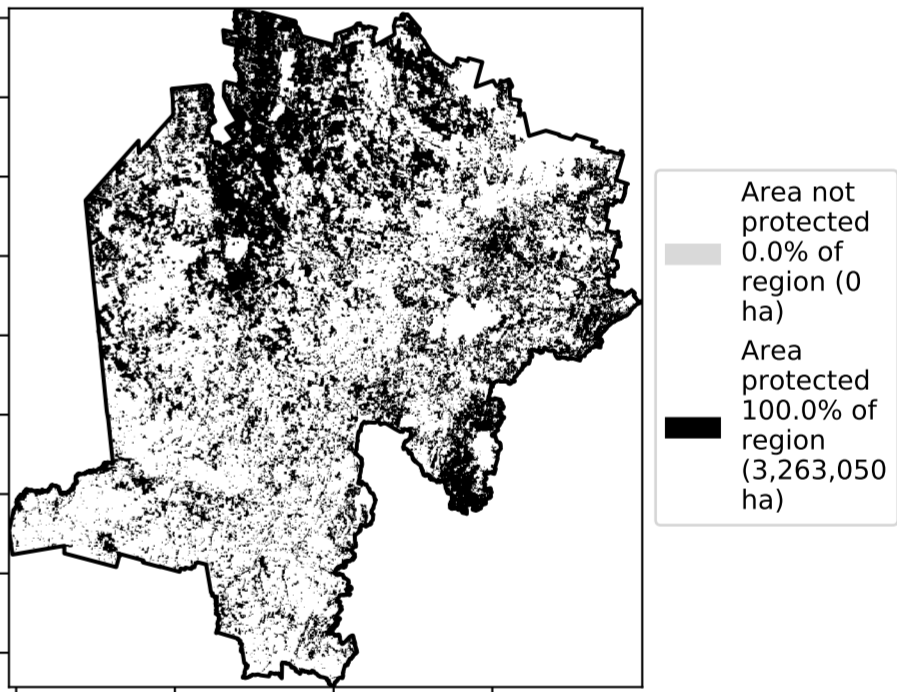 Area not
protected
0.0% of
region (0
ha)
Area
protected
100.0% of
region
(3,263,050
ha)